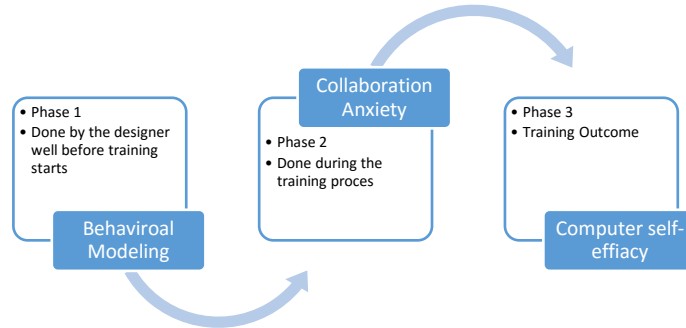 • Phase 1
• Done by the designer
well before training
starts
Behaviroal
Modeling
Collaboration
Anxiety
• Phase 2
• Done during the
training proces
• Phase 3
• Training Outcome
Computer self-
effiacy